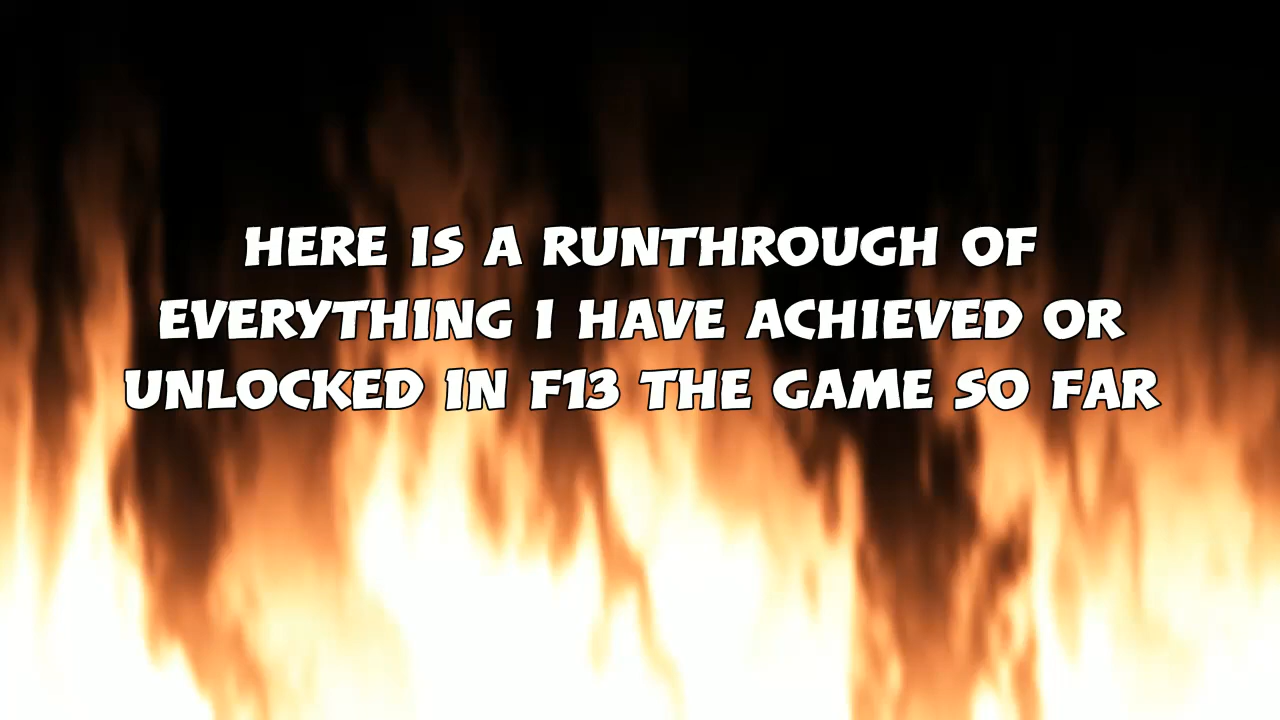 HERE IS A RUNTHROUGH OF
EVERYTHING I HAVE ACHIEVED OR
UNLOCKED IN F13 THE GAME SO FAR